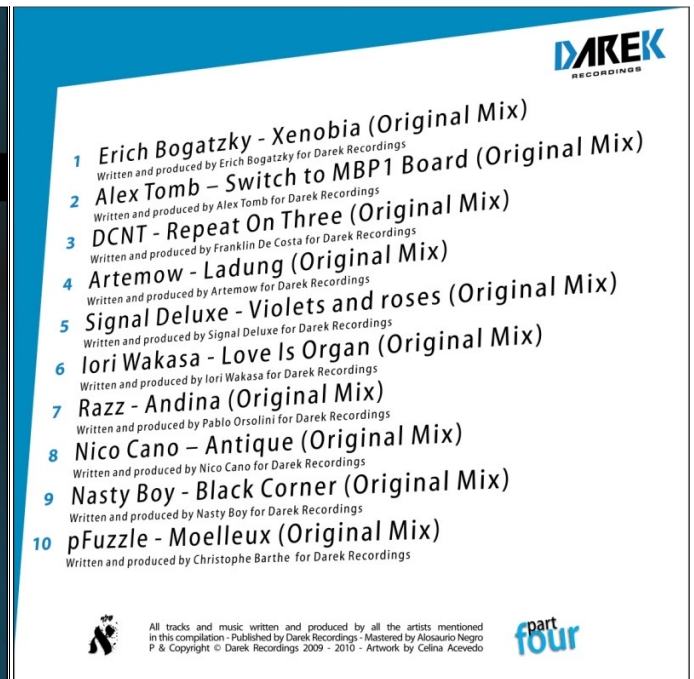 DAREK
RECORDINGS
1 Erich Bogatzky - Xenobia (Original Mix)
Written and produced by Erich Bogatzky for Darek Recordings
2 Alex Tomb – Switch to MBP1 Board (Original Mix)
Written and produced by Alex Tomb for Darek Recordings
3 DCNT - Repeat On Three (Original Mix)
Written and produced by Franklin De Costa for Darek Recordings
4 Artemow - Ladung (Original Mix)
Written and produced by Artemow for Darek Recordings
5 Signal Deluxe - Violets and roses (Original Mix)
Written and produced by Signal Deluxe for Darek Recordings
6 Iori Wakasa - Love Is Organ (Original Mix)
Written and produced by Iori Wakasa for Darek Recordings
7 Razz - Andina (Original Mix)
Written and produced by Pablo Orsolini for Darek Recordings
8 Nico Cano – Antique (Original Mix)
Written and produced by Nico Cano for Darek Recordings
9 Nasty Boy - Black Corner (Original Mix)
Written and produced by Nasty Boy for Darek Recordings
10 pFuzzle - Moelleux (Original Mix)
Written and produced by Christophe Barthe for Darek Recordings
All tracks and music written and produced by all the artists mentioned
in this compilation - Published by Darek Recordings - Mastered by Alosaurio Negro
P & Copyright © Darek Recordings 2009 - 2010 - Artwork by Celina Acevedo
part
four